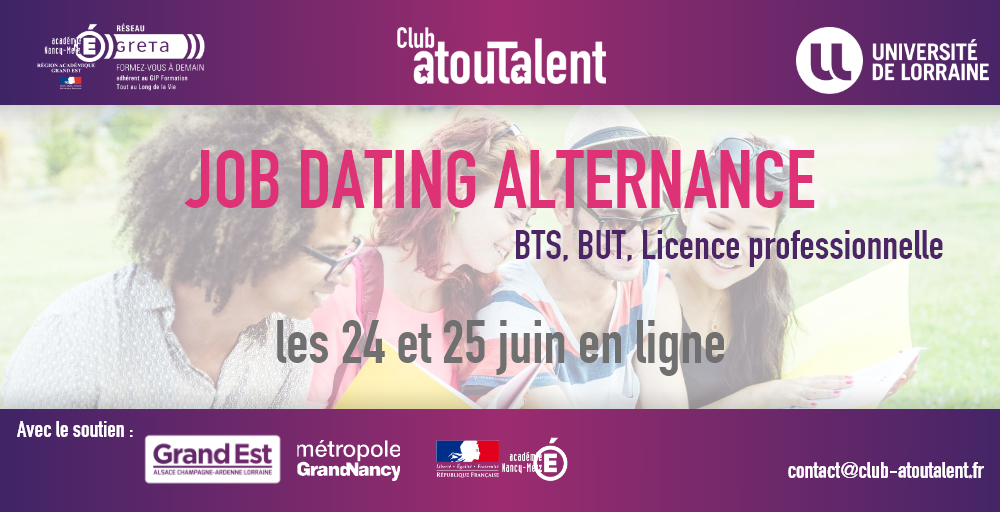 RÉSEAU
académie
Nancy-Metz
GRETA
RÉGION ACADÉMIQUE
GRAND EST
FORMEZ-VOUS À DEMAIN
adhérent au GIP Formation
Tout au Long de la Vie
Club
atouTalent
UNIVERSITÉ
DE LORRAINE
JOB DATING ALTERNANCE
BTS, BUT, Licence professionnelle
les 24 et 25 juin en ligne
Avec le soutien :
Grand Est
ALSACE CHAMPAGNE-ARDENNE LORRAINE
métropole
GrandNancy
Liberté • Égalité • Fraternité
RÉPUBLIQUE FRANÇAISE
académie
Nancy-Metz
contact@club-atoutalent.fr